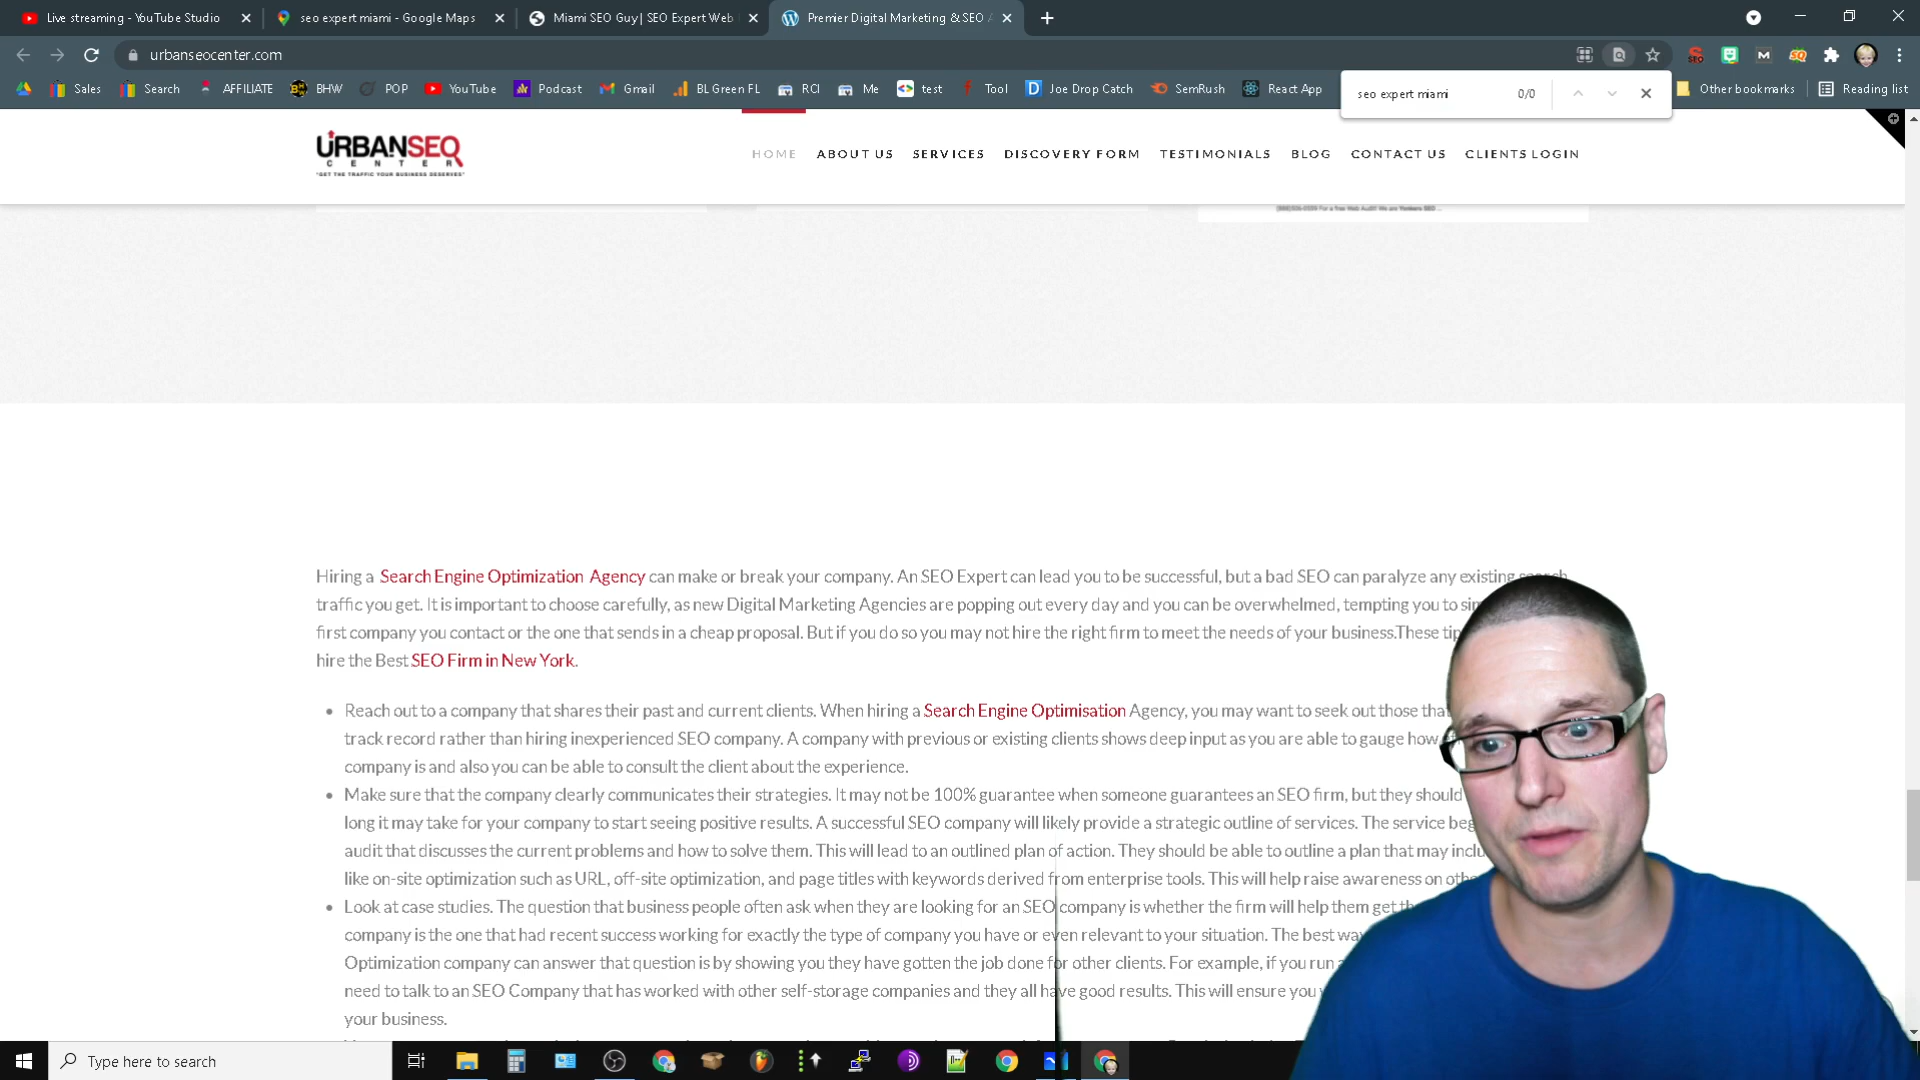 Live streaming - YouTube Studio
seo expert miami - Google Maps
Miami SEO Guy | SEO Expert Web
Premier Digital Marketing & SEO A
urbanseocenter.com
Sales
Search
AFFILIATE
BHW
POP
YouTube
Podcast
Gmail
BL Green FL
RCI
Me
test
Tool
Joe Drop Catch
SemRush
React App
seo expert miami 0/0
Other bookmarks
Reading list
URBANSEO
CENTER
"GET THE TRAFFIC YOUR BUSINESS DESERVES"
HOME
ABOUT US
SERVICES
DISCOVERY FORM
TESTIMONIALS
BLOG
CONTACT US
CLIENTS LOGIN
Hiring a Search Engine Optimization Agency can make or break your company. An SEO Expert can lead you to be successful, but a bad SEO can paralyze any existing search
traffic you get. It is important to choose carefully, as new Digital Marketing Agencies are popping out every day and you can be overwhelmed, tempting you to
first company you contact or the one that sends in a cheap proposal. But if you do so you may not hire the right firm to meet the needs of your business.These
hire the Best SEO Firm in New York.
Reach out to a company that shares their past and current clients. When hiring a Search Engine Optimisation Agency, you may want to seek out those
track record rather than hiring inexperienced SEO company. A company with previous or existing clients shows deep input as you are able to gauge how
company is and also you can be able to consult the client about the experience.
Make sure that the company clearly communicates their strategies. It may not be 100% guarantee when someone guarantees an SEO firm, but they should
long it may take for your company to start seeing positive results. A successful SEO company will likely provide a strategic outline of services. The service
audit that discusses the current problems and how to solve them. This will lead to an outlined plan of action. They should be able to outline a plan that may
like on-site optimization such as URL, off-site optimization, and page titles with keywords derived from enterprise tools. This will help raise awareness on
Look at case studies. The question that business people often ask when they are looking for an SEO company is whether the firm will help them get
company is the one that had recent success working for exactly the type of company you have or even relevant to your situation. The best
Optimization company can answer that question is by showing you they have gotten the job done for other clients. For example, if you run
need to talk to an SEO Company that has worked with other self-storage companies and they all have good results. This will ensure
your business.
Type here to search